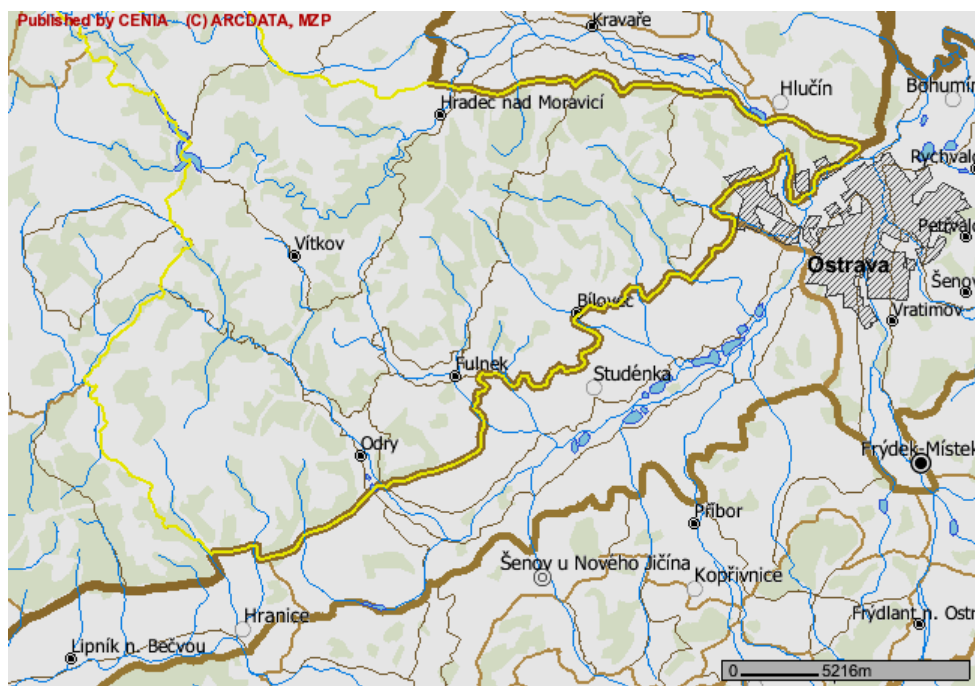 Published by CENIA (C) ARCDATA, MZP
Kravaře
Hlučín
Bohumín
Hradec nad Moravicí
Rychvald
Vítkov
Petřvald
Ostrava
Šenov
Bílovec
Vratimov
Fulnek
Studénka
Odry
Frýdek-Místek
Příbor
Šenov u Nového Jičína
Kopřivnice
Hranice
Frýdlant n. Ostr
Lipník n. Bečvou
0 5216m